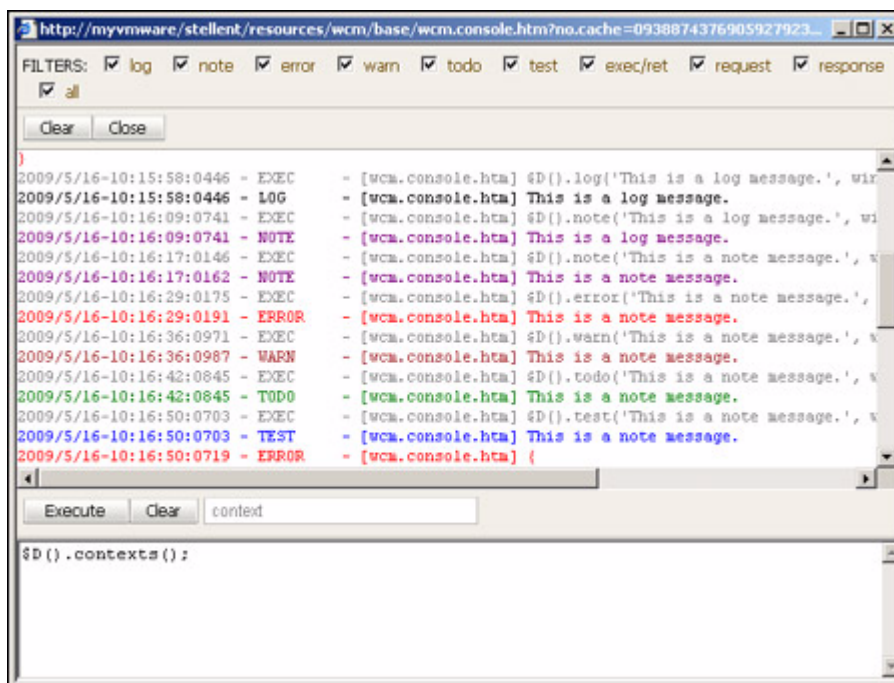 http://myvmware/stellent/resources/wcm/base/wcm.console.htm?no.cache=0938874376905927923...
FILTERS: log note error warn todo test exec/ret request response
all
Clear Close
}
2009/5/16-10:15:58:0446 - EXEC - [wcm.console.htm] $D().log('This is a log message.', win
2009/5/16-10:15:58:0446 - LOG - [wcm.console.htm] This is a log message.
2009/5/16-10:16:09:0741 - EXEC - [wcm.console.htm] $D().note('This is a log message.', wi
2009/5/16-10:16:09:0741 - NOTE - [wcm.console.htm] This is a log message.
2009/5/16-10:16:17:0146 - EXEC - [wcm.console.htm] $D().note('This is a note message.', w
2009/5/16-10:16:17:0162 - NOTE - [wcm.console.htm] This is a note message.
2009/5/16-10:16:29:0175 - EXEC - [wcm.console.htm] $D().error('This is a note message.',
2009/5/16-10:16:29:0191 - ERROR - [wcm.console.htm] This is a note message.
2009/5/16-10:16:36:0971 - EXEC - [wcm.console.htm] $D().warn('This is a note message.', w
2009/5/16-10:16:36:0987 - WARN - [wcm.console.htm] This is a note message.
2009/5/16-10:16:42:0845 - EXEC - [wcm.console.htm] $D().todo('This is a note message.', w
2009/5/16-10:16:42:0845 - TODO - [wcm.console.htm] This is a note message.
2009/5/16-10:16:50:0703 - EXEC - [wcm.console.htm] $D().test('This is a note message.', w
2009/5/16-10:16:50:0703 - TEST - [wcm.console.htm] This is a note message.
2009/5/16-10:16:50:0719 - ERROR - [wcm.console.htm] {
Execute Clear context
$D().contexts();